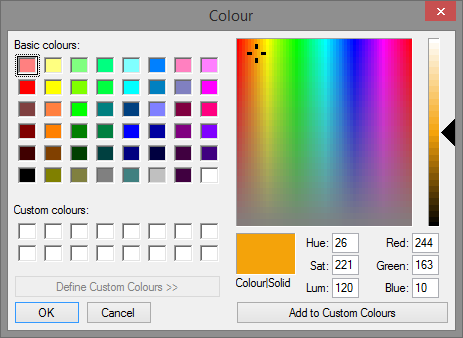 Colour
Basic colours:
Custom colours:
Define Custom Colours >>
OK
Cancel
Colour|Solid
Hue: 26
Sat: 221
Lum: 120
Red: 244
Green: 163
Blue: 10
Add to Custom Colours